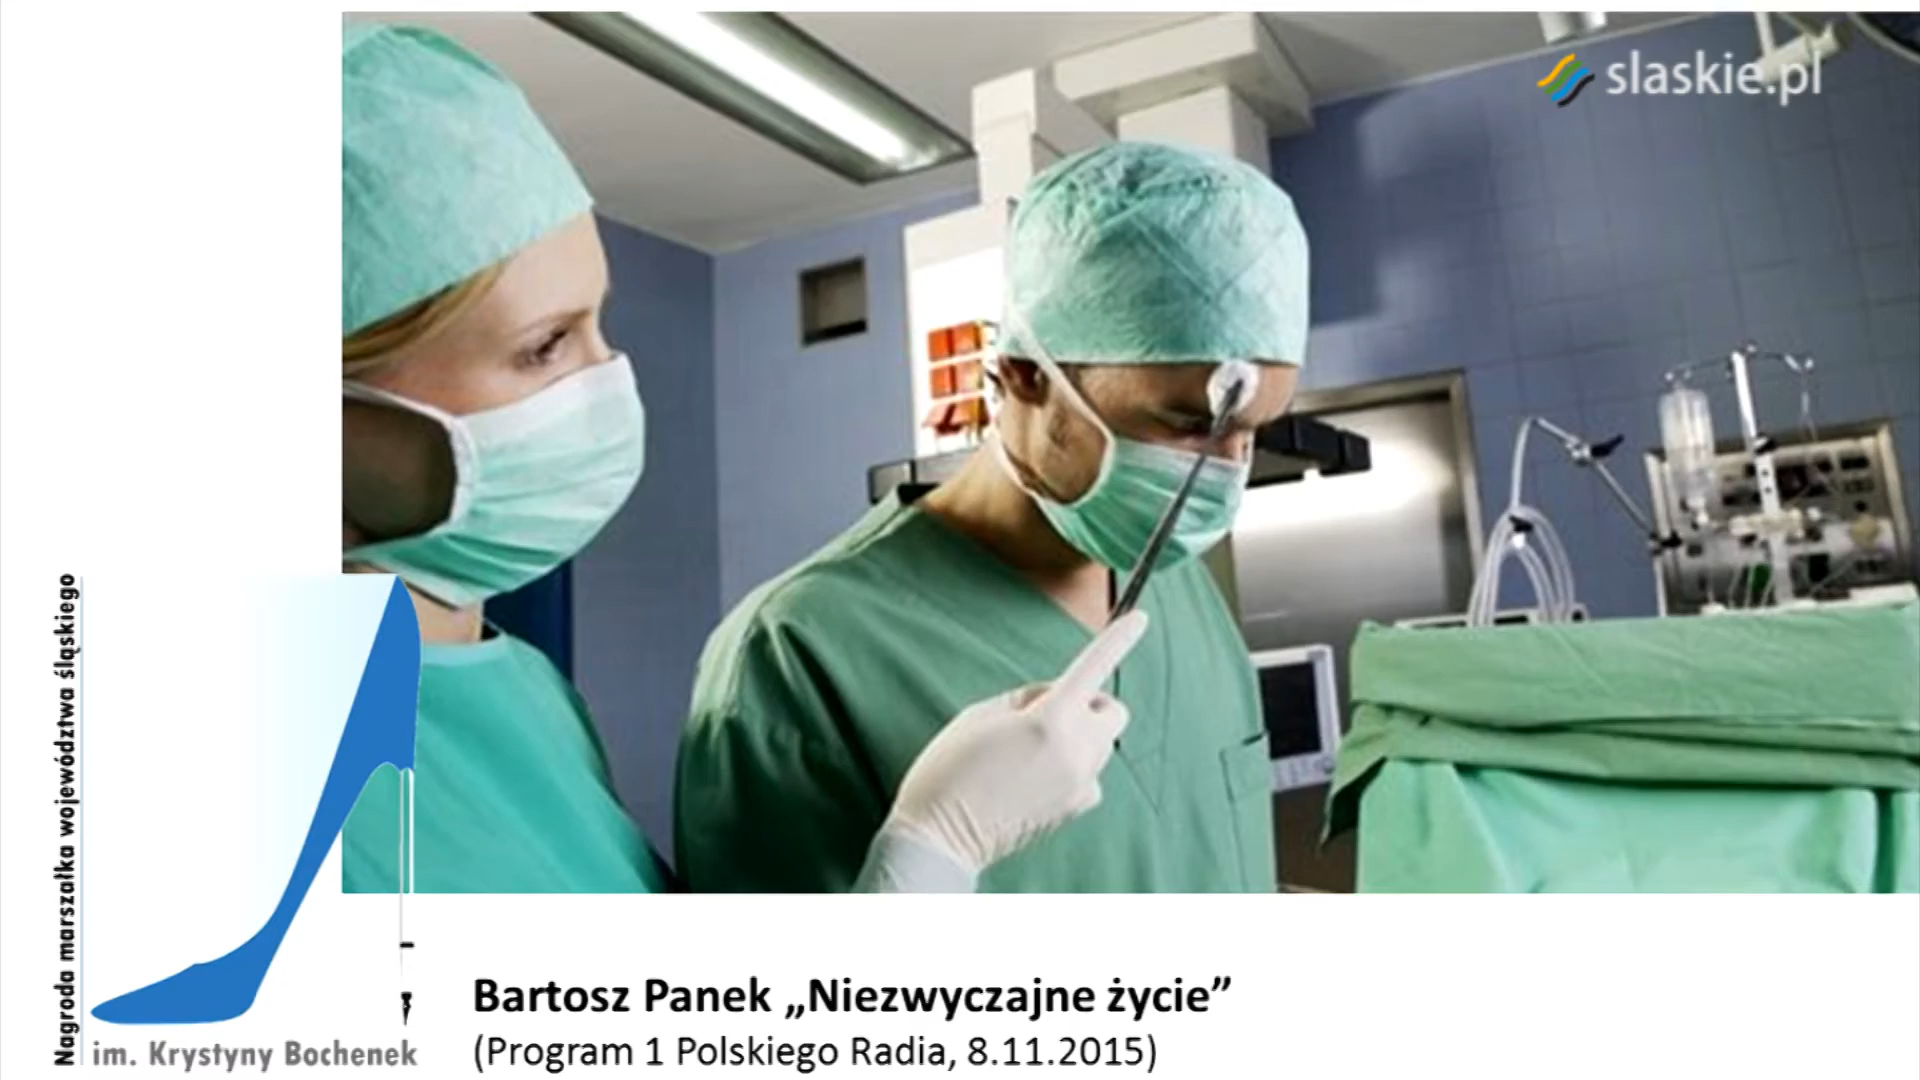 slaskie.pl
Nagroda marszałka województwa śląskiego
im. Krystyny Bochenek
Bartosz Panek „Niezwyczajne życie”
(Program 1 Polskiego Radia, 8.11.2015)